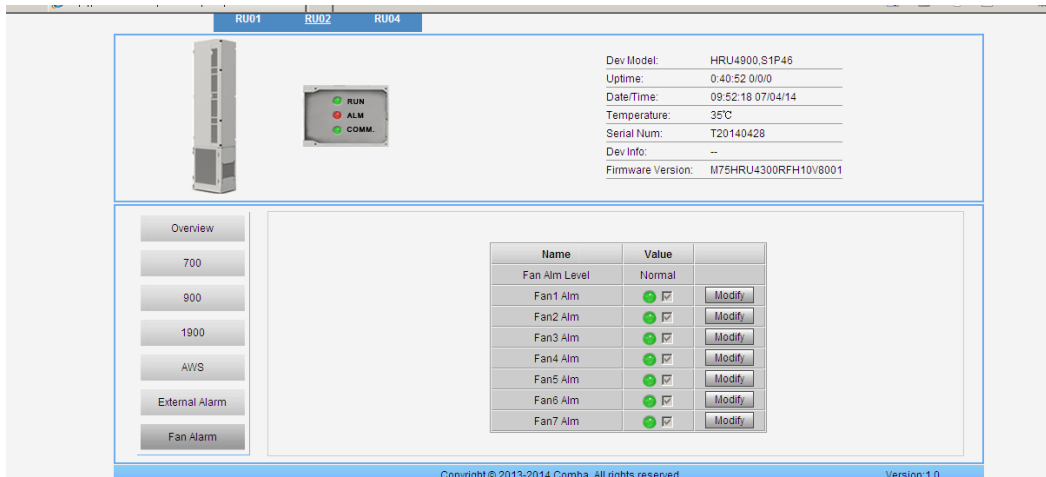 RU01 RU02 RU04
RUN
ALM
COMM.
Dev Model: HRU4900,S1P46
Uptime: 0:40:52 0/0/0
Date/Time: 09:52:18 07/04/14
Temperature: 35℃
Serial Num: T20140428
Dev Info: --
Firmware Version: M75HRU4300RFH10V8001
Overview
700
900
1900
AWS
External Alarm
Fan Alarm
Name Value
Fan Alm Level Normal
Fan1 Alm Modify
Fan2 Alm Modify
Fan3 Alm Modify
Fan4 Alm Modify
Fan5 Alm Modify
Fan6 Alm Modify
Fan7 Alm Modify
Copyright © 2013-2014 Comba. All rights reserved Version:1.0